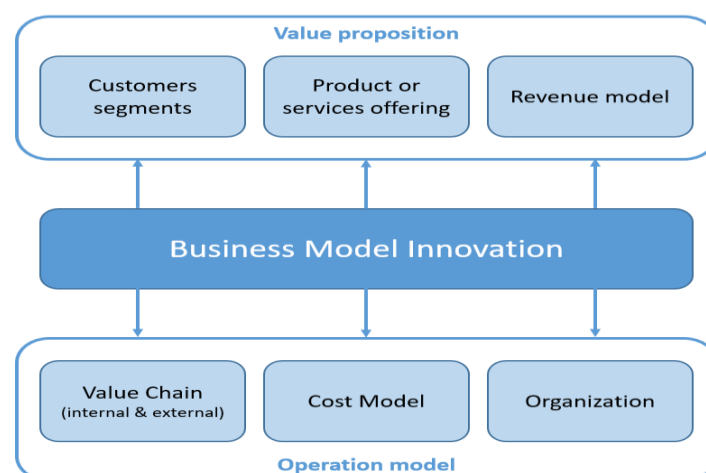 Value proposition
Customers
segments
Product or
services offering
Revenue model
Business Model Innovation
Value Chain
(internal & external)
Cost Model
Organization
Operation model